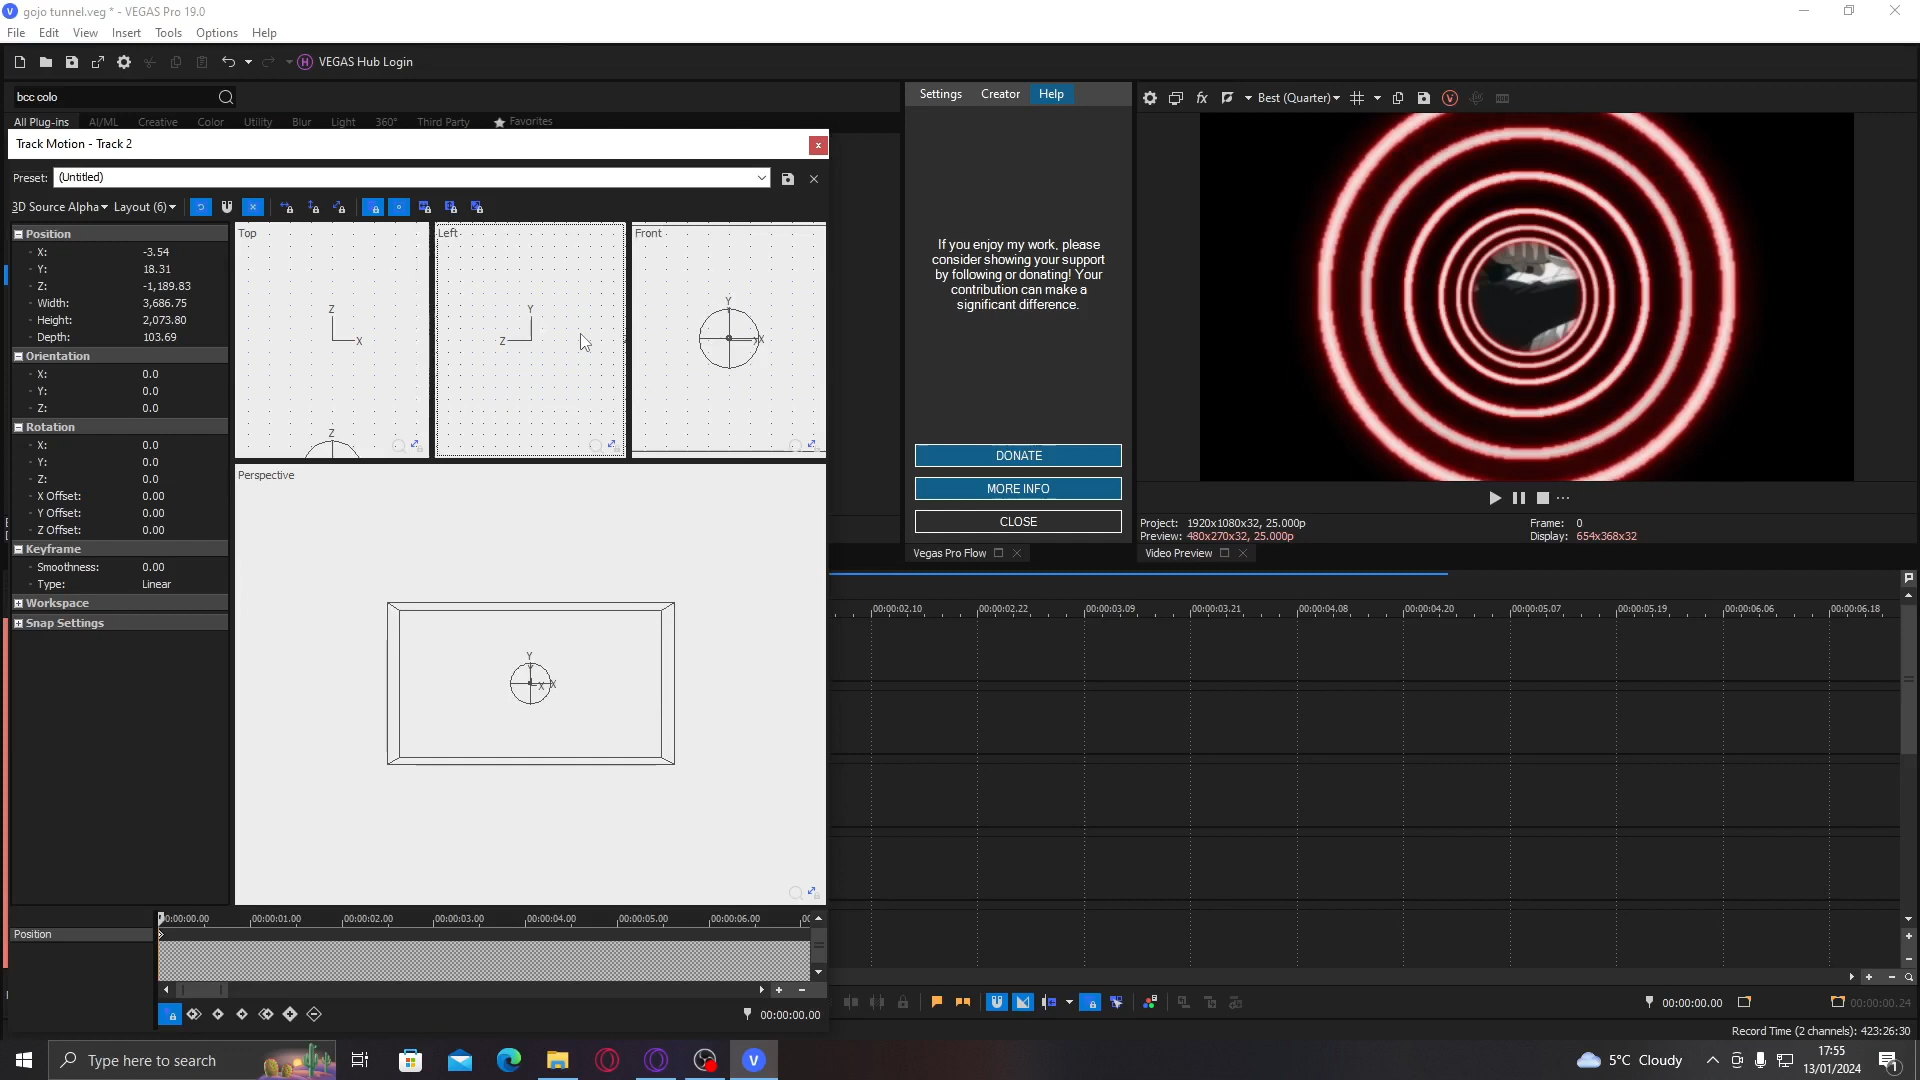 gojo tunnel.veg * - VEGAS Pro 19.0
File Edit View Insert Tools Options Help
VEGAS Hub Login
bcc colo
All Plug-ins AI/ML Creative Color Utility Blur Light 360° Third Party Favorites
Settings Creator Help
Best (Quarter)
Track Motion - Track 2
Preset: (Untitled)
3D Source Alpha Layout (6)
Position
X: -3.54
Y: 18.31
Z: -1,189.83
Width: 3,686.75
Height: 2,073.80
Depth: 103.69
Orientation
X: 0.0
Y: 0.0
Z: 0.0
Rotation
X: 0.0
Y: 0.0
Z: 0.0
X Offset: 0.00
Y Offset: 0.00
Z Offset: 0.00
Keyframe
Smoothness: 0.00
Type: Linear
Workspace
Snap Settings
Top
Z
X
Z
Left
Y
Z
Front
Y
X
Perspective
Y
X X
If you enjoy my work, please
consider showing your support
by following or donating! Your
contribution can make a
significant difference.
DONATE
MORE INFO
CLOSE
Vegas Pro Flow
Project: 1920x1080x32, 25.000p
Preview: 480x270x32, 25.000p
Frame: 0
Display: 654x368x32
Video Preview
00:00:02.10 00:00:02.22 00:00:03.09 00:00:03.21 00:00:04.08 00:00:04.20 00:00:05.07 00:00:05.19 00:00:06.06 00:00:06.18
00:00:00.00 00:00:01.00 00:00:02.00 00:00:03.00 00:00:04.00 00:00:05.00 00:00:06.00
Position
00:00:00.00
00:00:00.00 00:00:00.24
Record Time (2 channels): 423:26:30
Type here to search
5°C Cloudy
17:55
13/01/2024
1